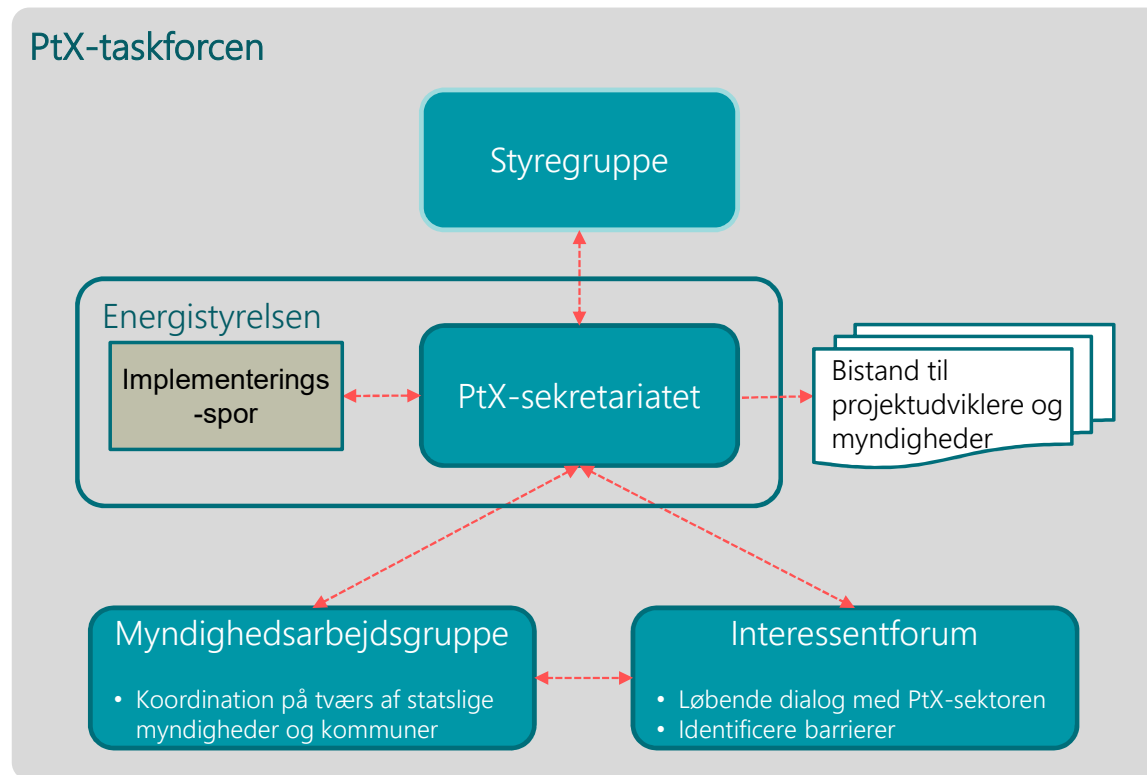 PtX-taskforcen
Styregruppe
Energistyrelsen
Implementerings
-spor
PtX-sekretariatet
Bistand til
projektudviklere og
myndigheder
Myndighedsarbejdsgruppe
• Koordination på tværs af statslige
myndigheder og kommuner
Interessentforum
• Løbende dialog med PtX-sektoren
• Identificere barrierer